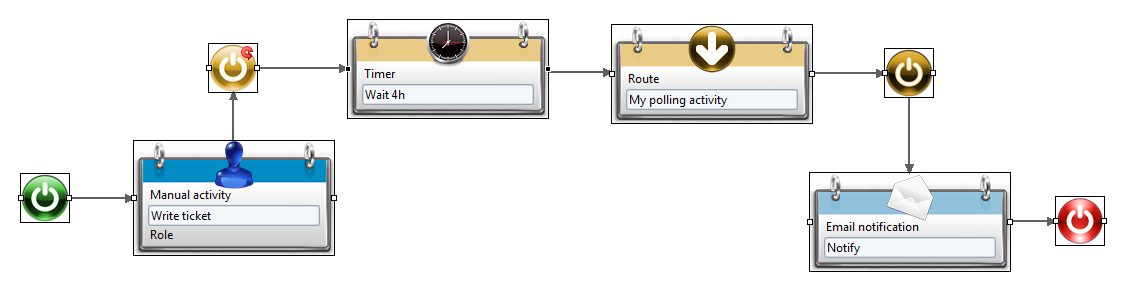 Timer
Wait 4h
Route
My polling activity
Manual activity
Write ticket
Role
Email notification
Notify